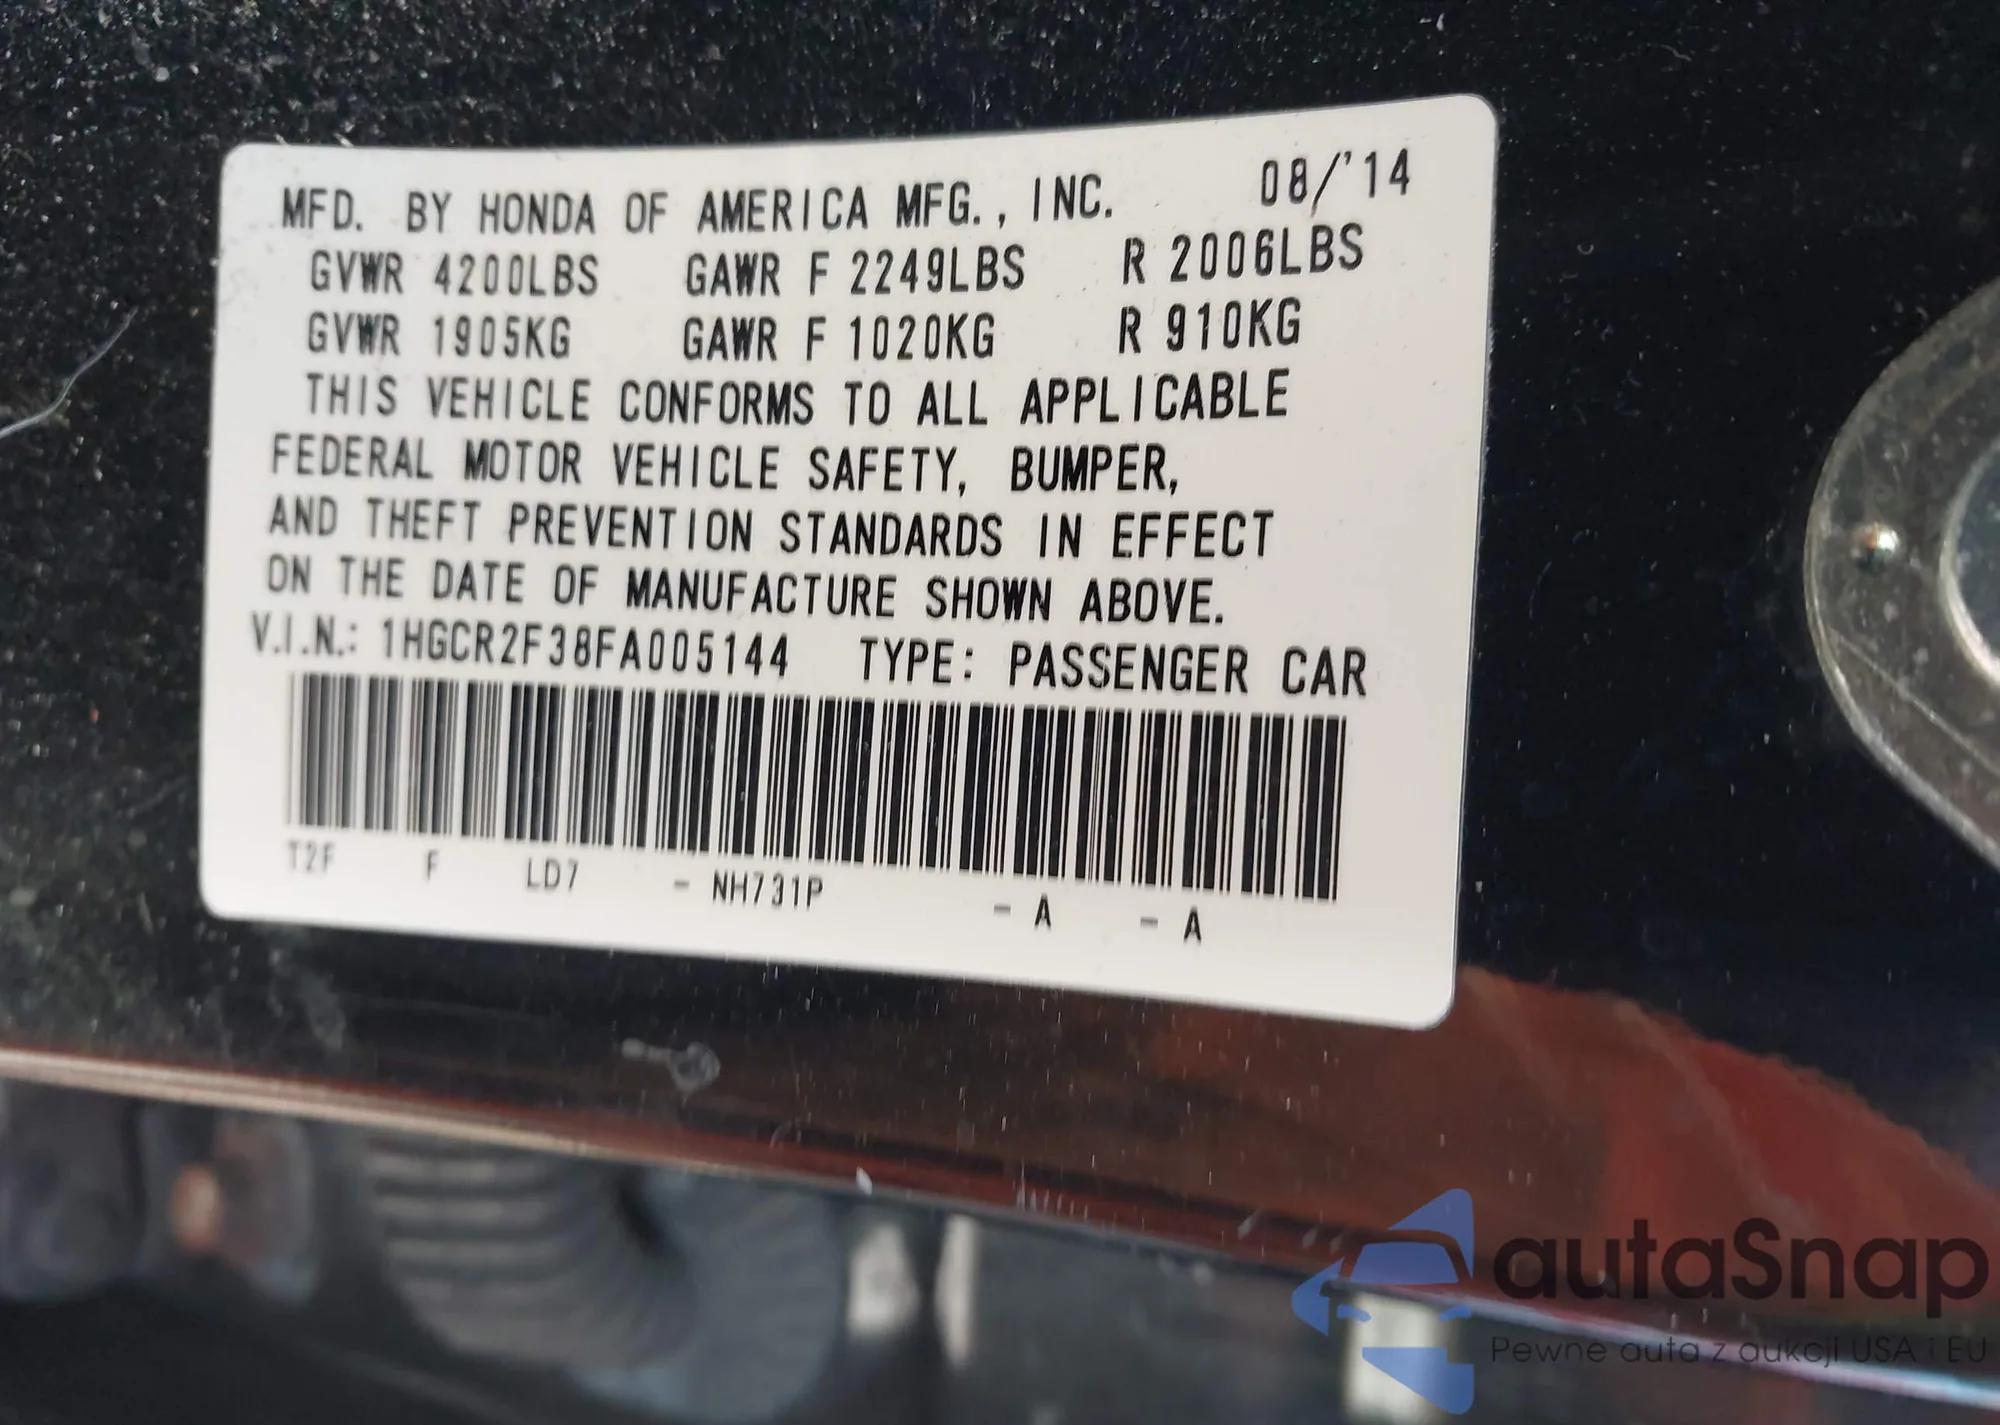 MFD. BY HONDA OF AMERICA MFG., INC. 08/'14
GVWR 4200LBS GAWR F 2249LBS R 2006LBS
GVWR 1905KG GAWR F 1020KG R 910KG
THIS VEHICLE CONFORMS TO ALL APPLICABLE
FEDERAL MOTOR VEHICLE SAFETY, BUMPER,
AND THEFT PREVENTION STANDARDS IN EFFECT
ON THE DATE OF MANUFACTURE SHOWN ABOVE.
V.I.N.: 1HGCR2F38FA005144 TYPE: PASSENGER CAR
T2F F LD7 - NH731P - A - A
autaSnap
Pewne auta z aukcji USA i EU